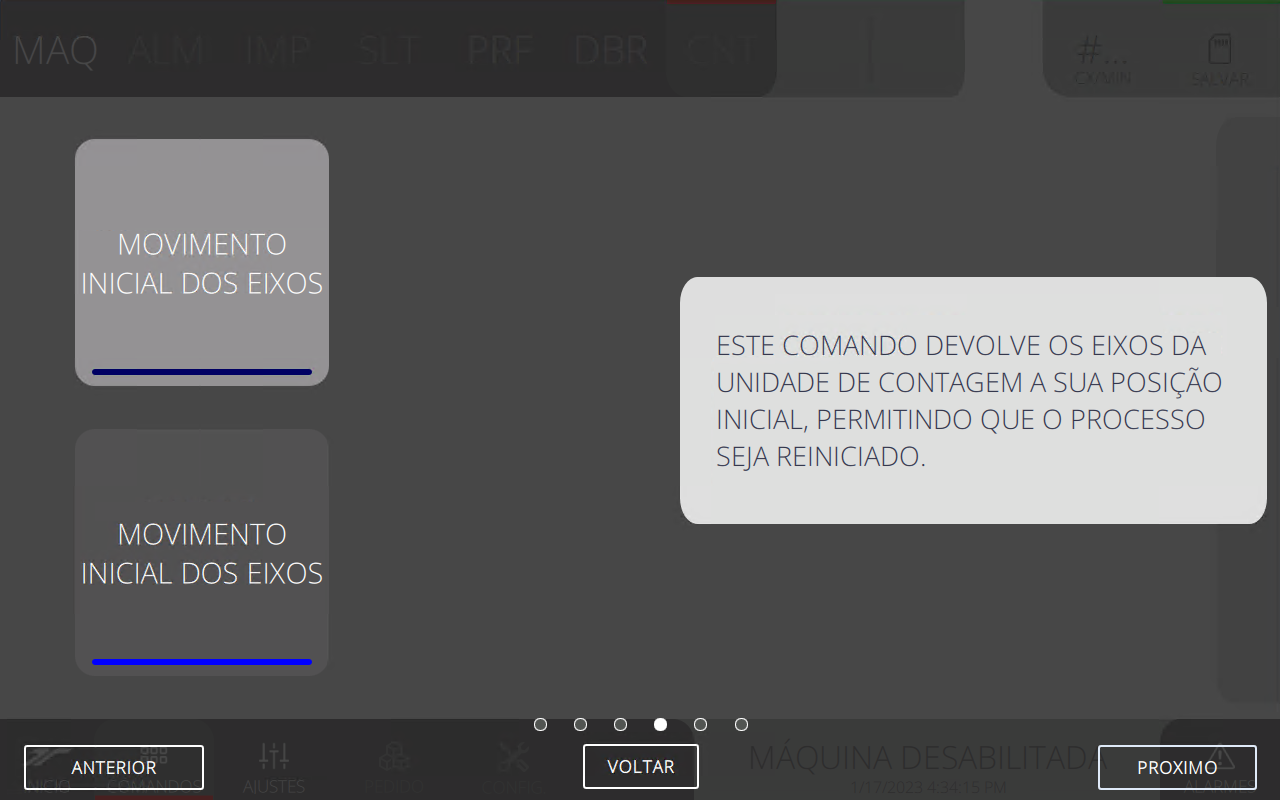 MAQ ALM IMP SLT PRF DBR CNT
#...
CX/MIN SALVAR
MOVIMENTO
INICIAL DOS EIXOS
ESTE COMANDO DEVOLVE OS EIXOS DA
UNIDADE DE CONTAGEM A SUA POSIÇÃO
INICIAL, PERMITINDO QUE O PROCESSO
SEJA REINICIADO.
MOVIMENTO
INICIAL DOS EIXOS
MÁQUINA DESABILITADA
ANTERIOR
VOLTAR
PROXIMO
INICIO COMANDOS AJUSTES PEDIDO CONFIG
1/17/2023 4:34:15 PM
ALARMES